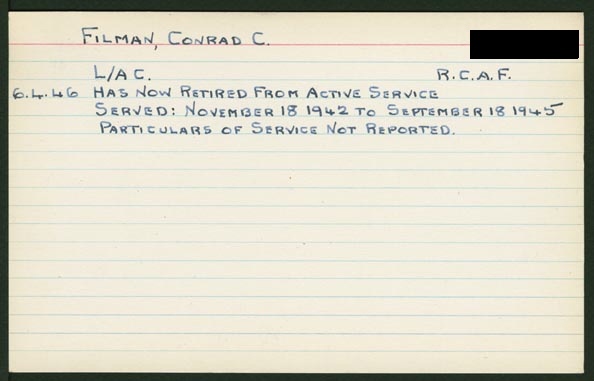 FILMAN, CONRAD C.
L/AC. R.C.A.F.
6.4.46 HAS NOW RETIRED FROM ACTIVE SERVICE
SERVED: NOVEMBER 18 1942 TO SEPTEMBER 18 1945
PARTICULARS OF SERVICE NOT REPORTED.